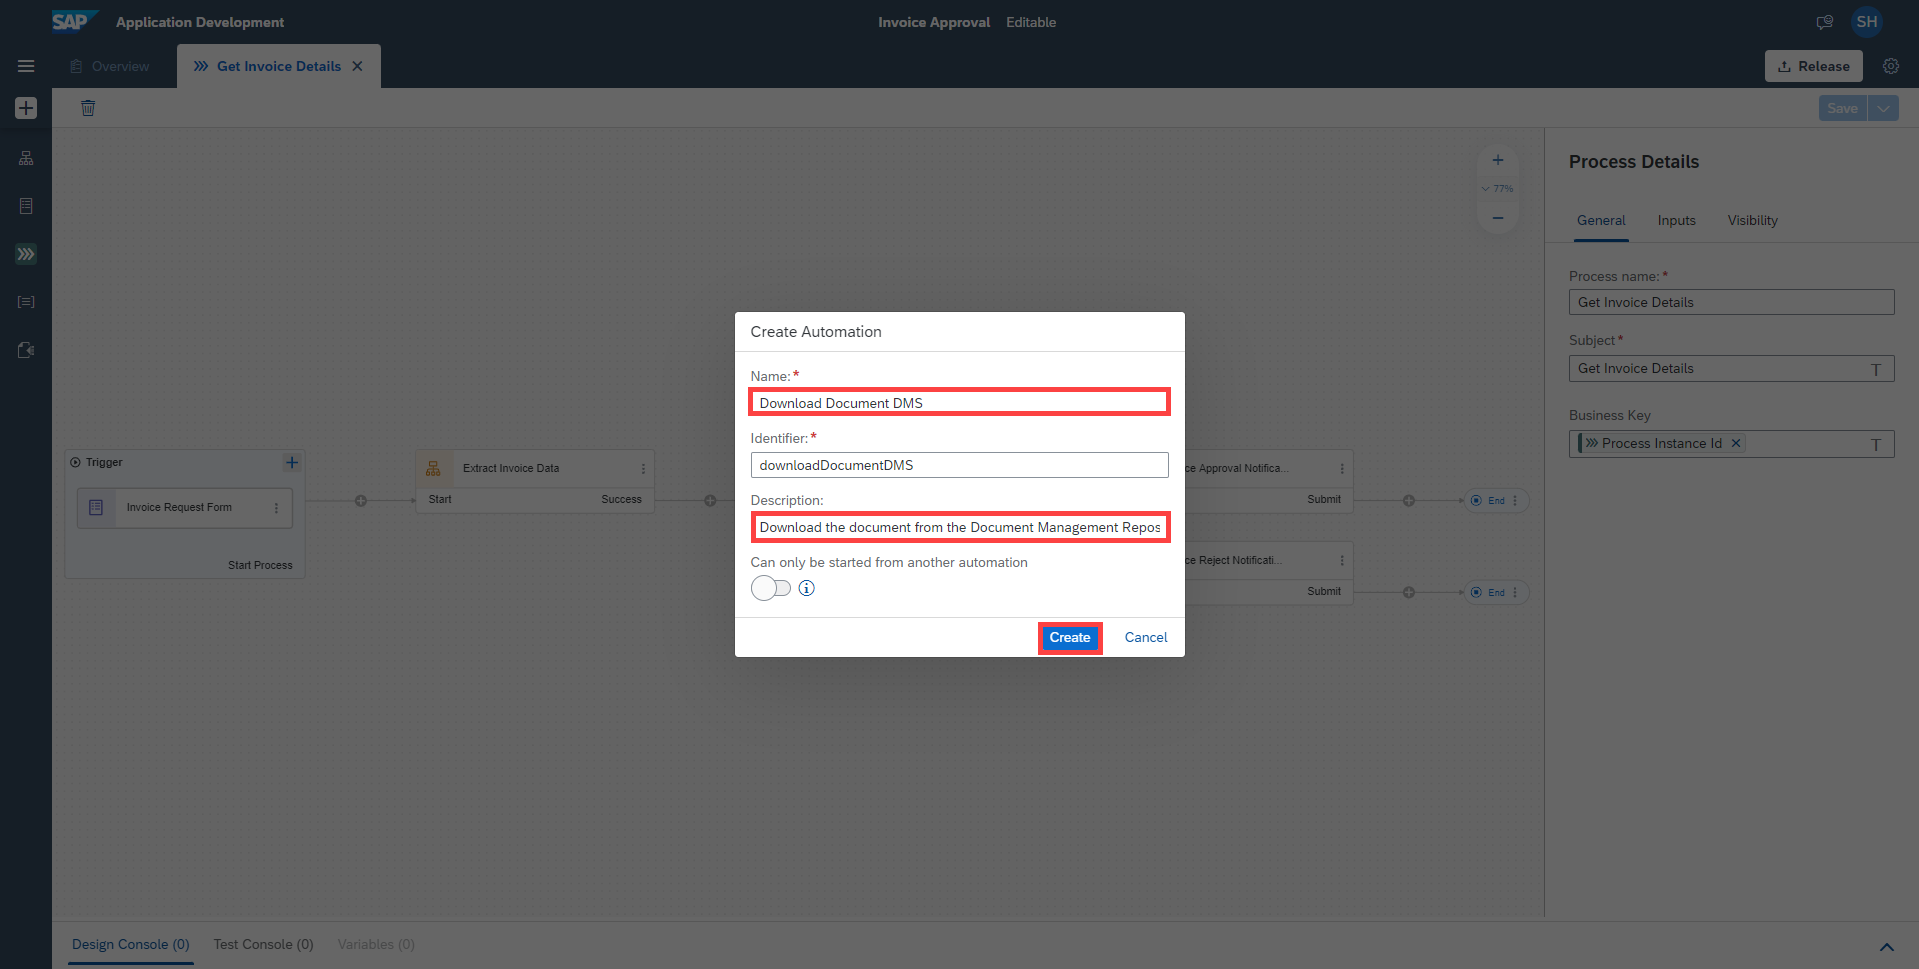 SAP
Application Development
Invoice Approval Editable
SH
Overview
Get Invoice Details
Release
Save
77%
Process Details
General Inputs Visibility
Process name:*
Get Invoice Details
Subject*
Get Invoice Details
T
Business Key
Process Instance Id
T
Create Automation
Name:*
Download Document DMS
Identifier:*
downloadDocumentDMS
Description:
Download the document from the Document Management Repos
Can only be started from another automation
Create Cancel
Trigger
Invoice Request Form
Start Process
Extract Invoice Data
Start Success
ce Approval Notifica...
Submit
End
ce Reject Notificati...
Submit
End
Design Console (0) Test Console (0) Variables (0)